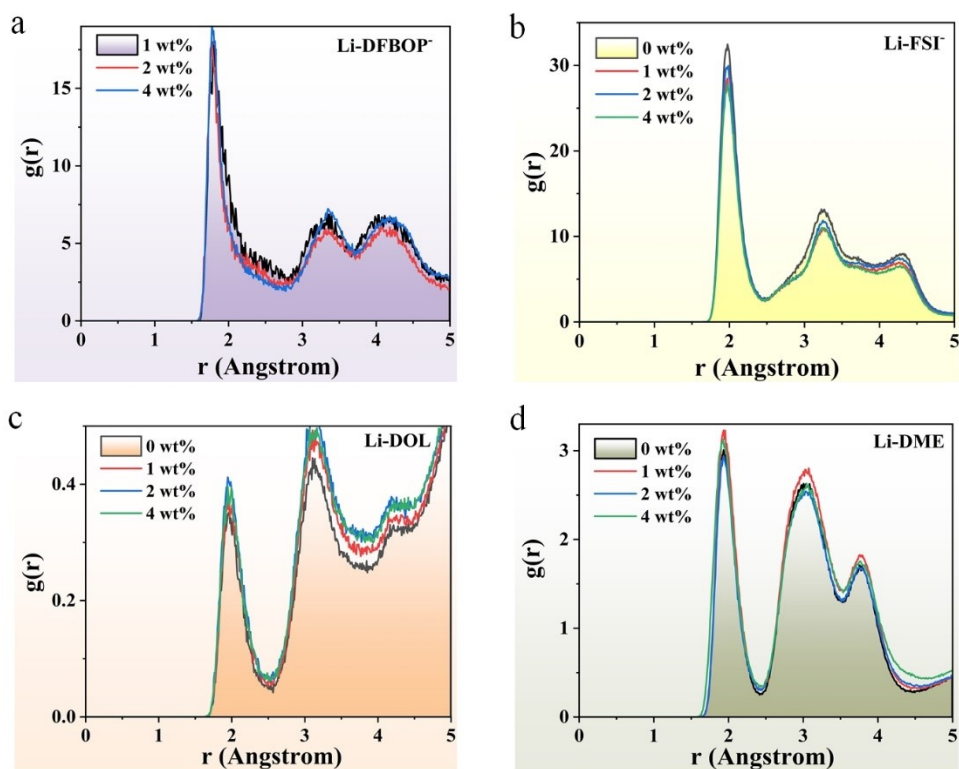 a
Li-DFBOP⁻
1 wt%
2 wt%
4 wt%
g(r)
15
10
5
0
0 1 2 3 4 5
r (Angstrom)
b
Li-FSI⁻
0 wt%
1 wt%
2 wt%
4 wt%
g(r)
30
20
10
0
0 1 2 3 4 5
r (Angstrom)
c
Li-DOL
0 wt%
1 wt%
2 wt%
4 wt%
g(r)
0.4
0.2
0.0
0 1 2 3 4 5
r (Angstrom)
d
Li-DME
0 wt%
1 wt%
2 wt%
4 wt%
g(r)
3
2
1
0
0 1 2 3 4 5
r (Angstrom)